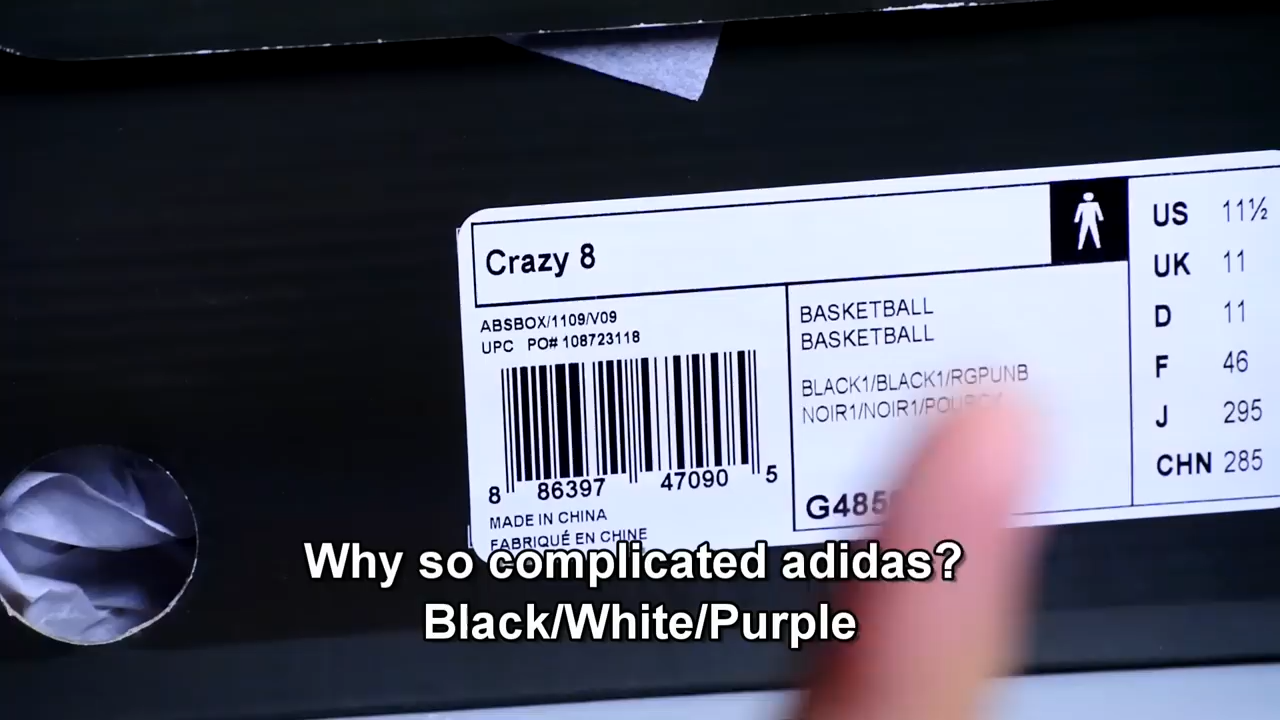 Crazy 8
ABSBOX/1109/V09
UPC PO# 108723118
8 86397 47090 5
MADE IN CHINA
FABRIQUÉ EN CHINE
BASKETBALL
BASKETBALL
BLACK1/BLACK1/RGPUNB
NOIR1/NOIR1/
US 11½
UK 11
D 11
F 46
J 295
CHN 285
Why so complicated adidas?
Black/White/Purple